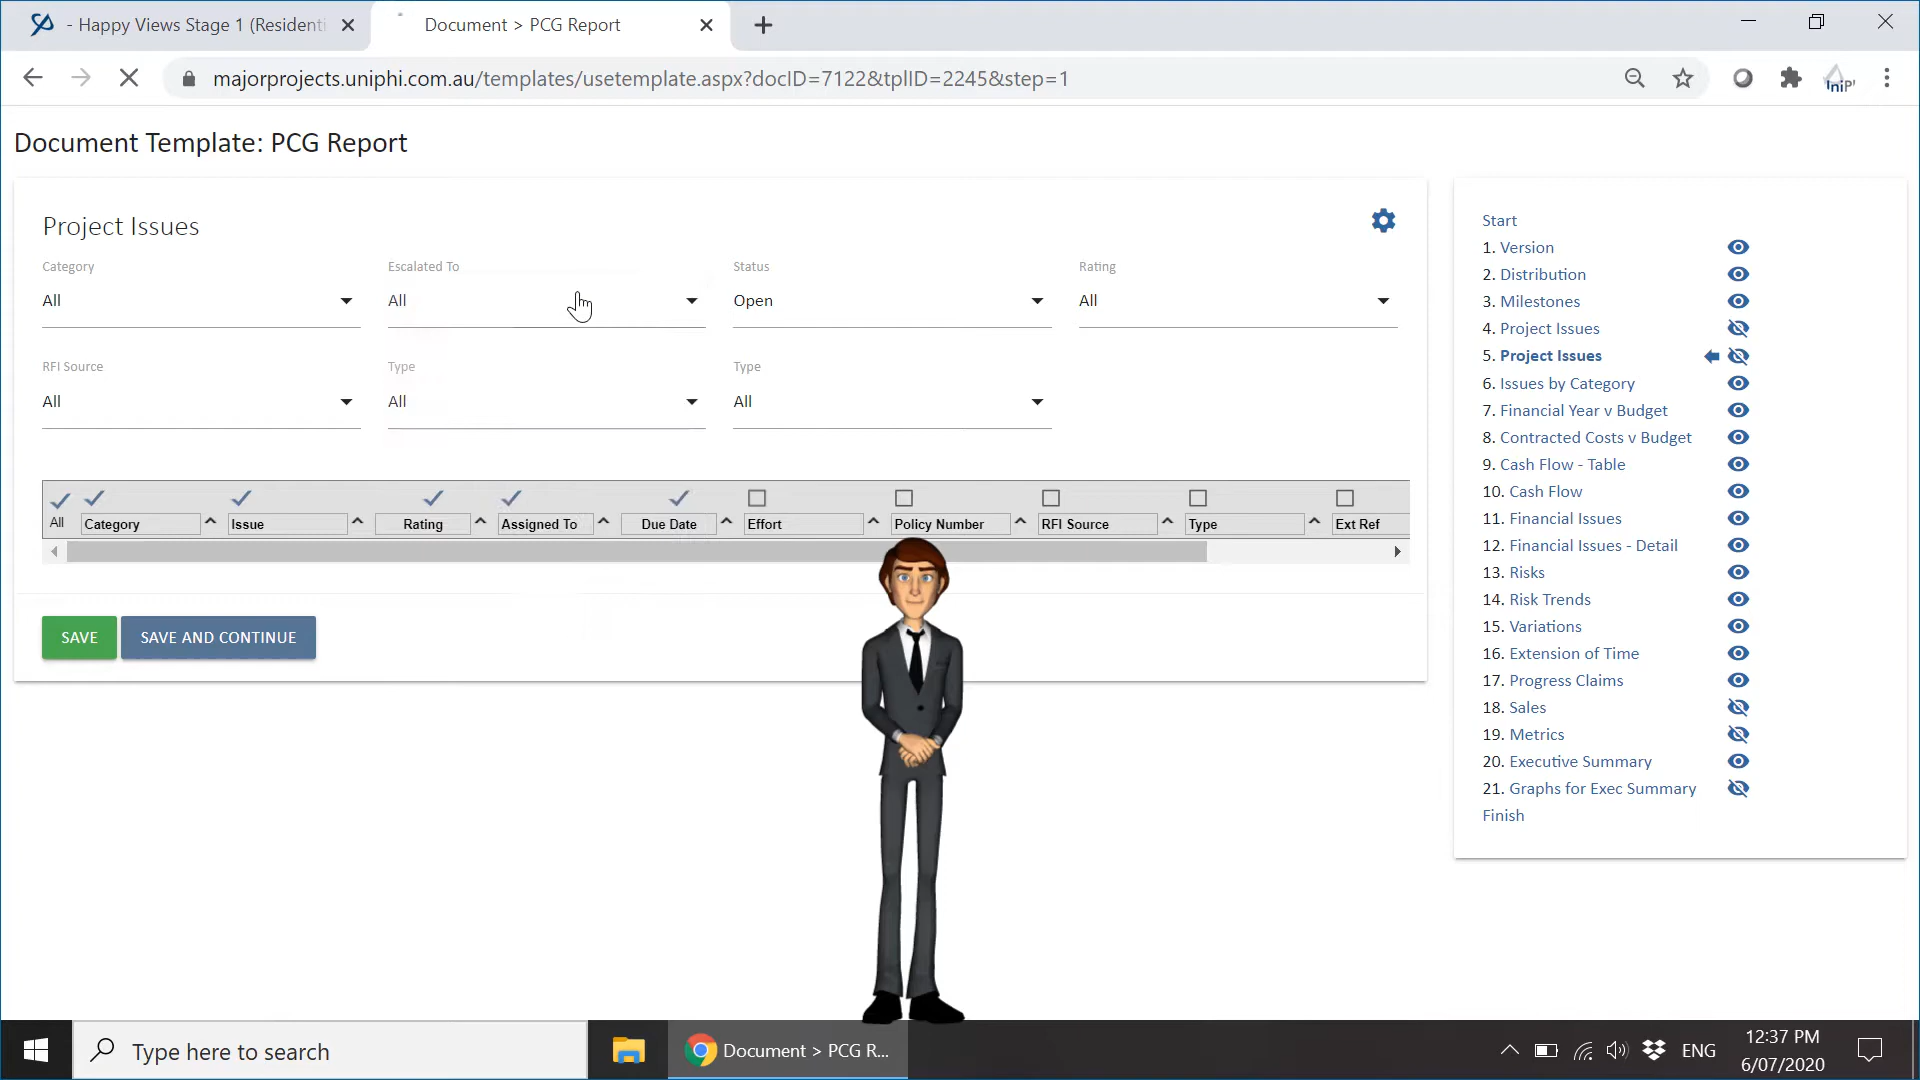 - Happy Views Stage 1 (Residenti
Document > PCG Report
majorprojects.uniphi.com.au/templates/usetemplate.aspx?docID=7122&tplID=2245&step=1
Document Template: PCG Report
Project Issues
Category
Escalated To
Status
Rating
All
All
Open
All
RFI Source
Type
Type
All
All
All
All
Category
Issue
Rating
Assigned To
Due Date
Effort
Policy Number
RFI Source
Type
Ext Ref
SAVE
SAVE AND CONTINUE
Start
1. Version
2. Distribution
3. Milestones
4. Project Issues
5. Project Issues
6. Issues by Category
7. Financial Year v Budget
8. Contracted Costs v Budget
9. Cash Flow - Table
10. Cash Flow
11. Financial Issues
12. Financial Issues - Detail
13. Risks
14. Risk Trends
15. Variations
16. Extension of Time
17. Progress Claims
18. Sales
19. Metrics
20. Executive Summary
21. Graphs for Exec Summary
Finish
Type here to search
Document > PCG R...
ENG
12:37 PM
6/07/2020